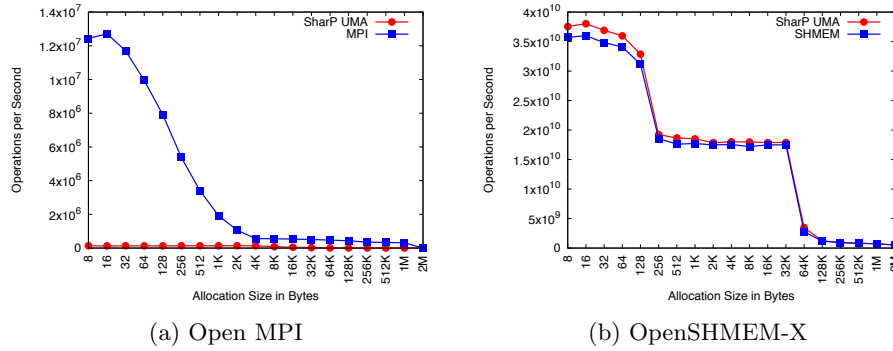 SharP UMA
MPI
1.4x10⁷
1.2x10⁷
1x10⁷
8x10⁶
6x10⁶
4x10⁶
2x10⁶
0
Operations per Second
8 16 32 64 128 256 512 1K 2K 4K 8K 16K 32K 64K 128K 256K 512K 1M 2M
Allocation Size in Bytes
(a) Open MPI
SharP UMA
SHMEM
4x10¹⁰
3.5x10¹⁰
3x10¹⁰
2.5x10¹⁰
2x10¹⁰
1.5x10¹⁰
1x10¹⁰
5x10⁹
0
Operations per Second
8 16 32 64 128 256 512 1K 2K 4K 8K 16K 32K 64K 128K 256K 512K 1M
Allocation Size in Bytes
(b) OpenSHMEM-X